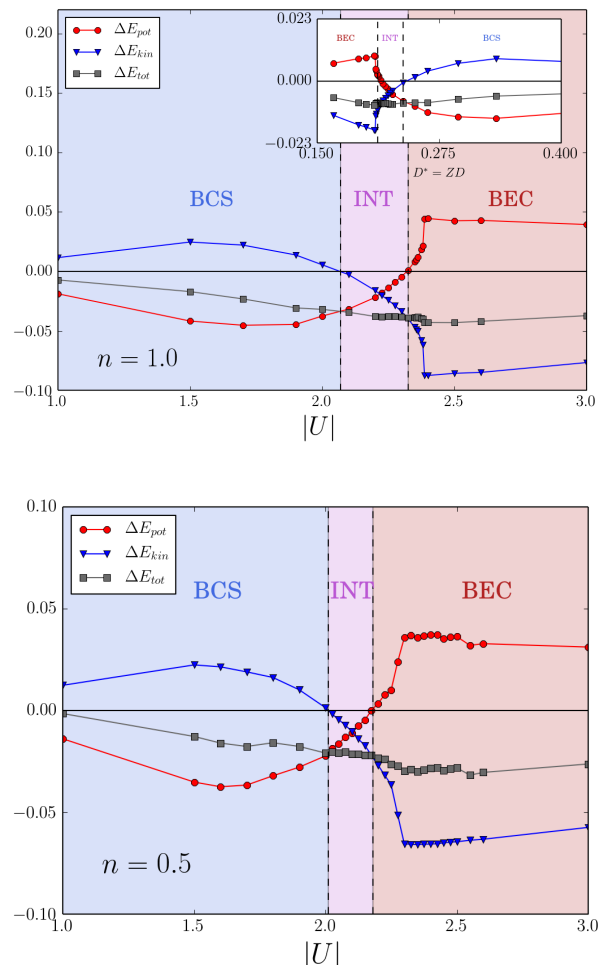 0.20
0.15
0.10
0.05
0.00
−0.05
−0.10
ΔE_pot
ΔE_kin
ΔE_tot
0.023
0.000
−0.023
BEC
INT
BCS
0.150
0.275
0.400
D* = ZD
BCS
INT
BEC
n = 1.0
1.0
1.5
2.0
2.5
3.0
|U|
0.10
0.05
0.00
−0.05
−0.10
ΔE_pot
ΔE_kin
ΔE_tot
BCS
INT
BEC
n = 0.5
1.0
1.5
2.0
2.5
3.0
|U|